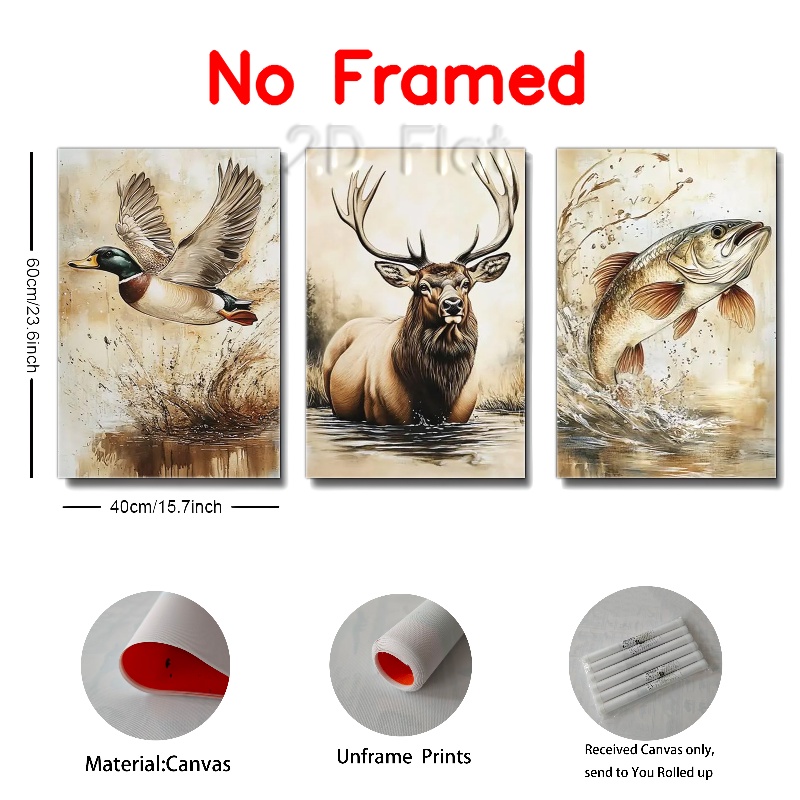 No Framed
2D Flat
60cm/23.6inch
40cm/15.7inch
Material:Canvas
Unframe Prints
Received Canvas only,
send to You Rolled up